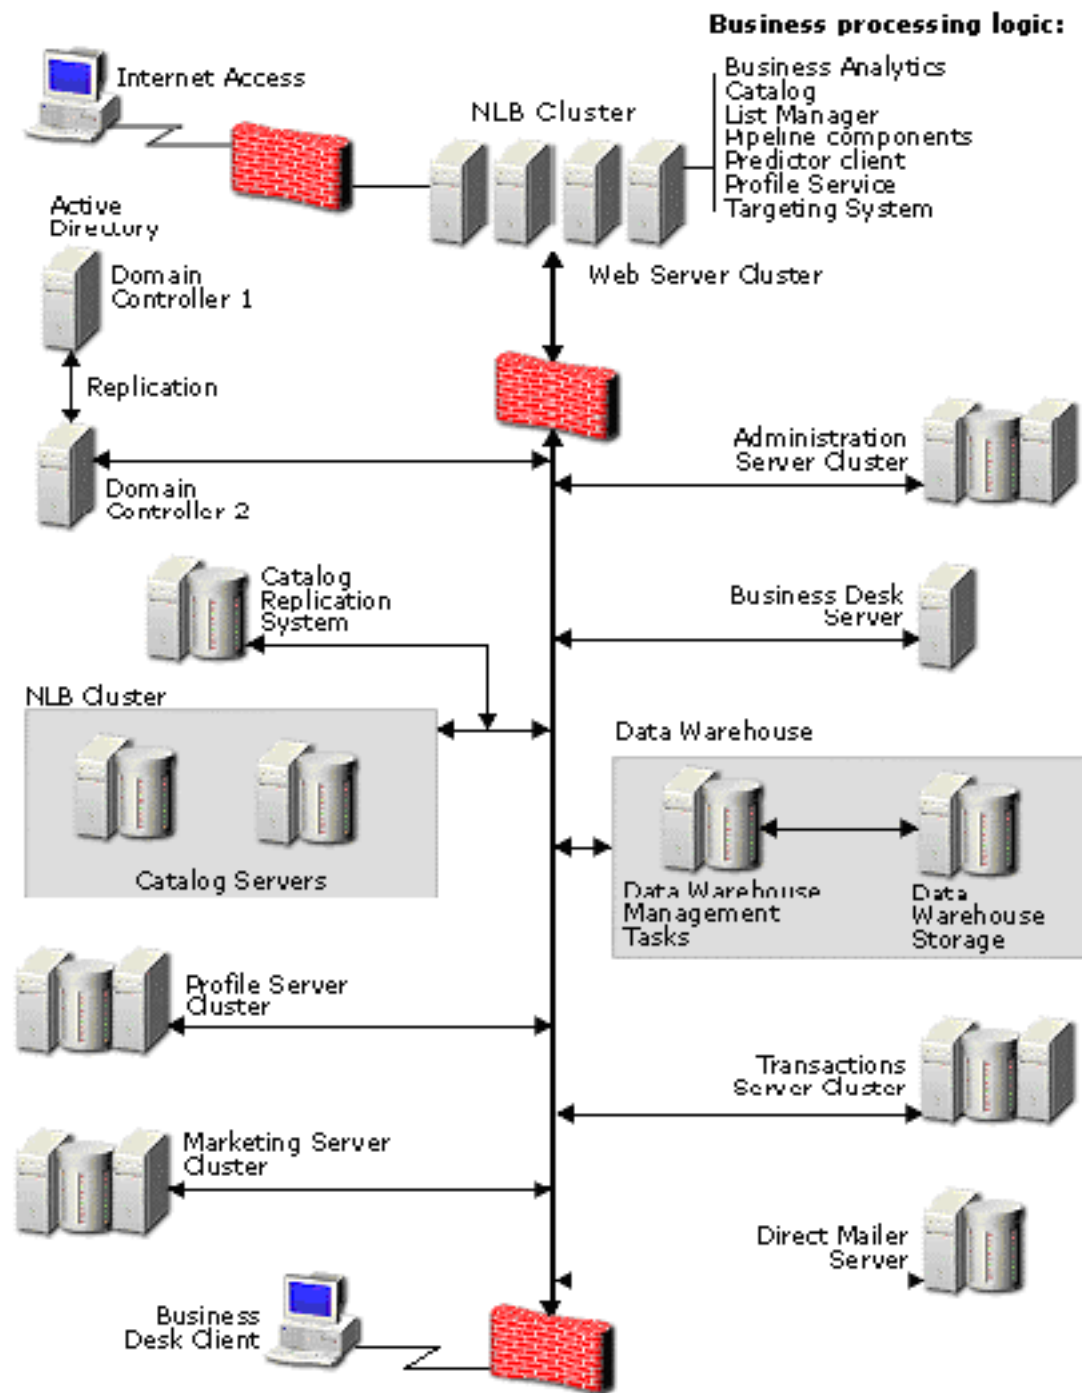 Business processing logic:
Internet Access
NLB Cluster
Business Analytics
Catalog
List Manager
Pipeline components
Predictor client
Profile Service
Targeting System
Active
Directory
Domain
Controller 1
Web Server Cluster
Replication
Domain
Controller 2
Administration
Server Cluster
Catalog
Replication
System
Business Desk
Server
NLB Cluster
Catalog Servers
Data Warehouse
Data Warehouse
Management
Tasks
Data
Warehouse
Storage
Profile Server
Cluster
Transactions
Server Cluster
Marketing Server
Cluster
Direct Mailer
Server
Business
Desk Client